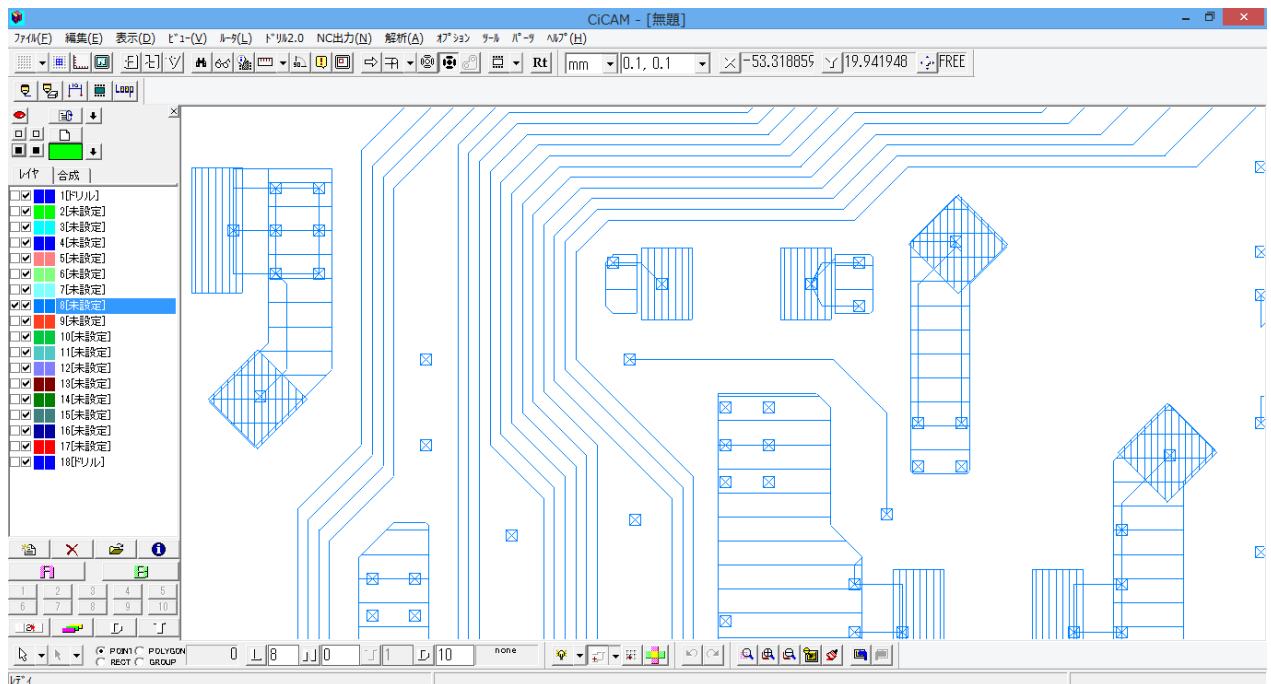 CiCAM - [無題]
ファイル(F) 編集(E) 表示(D) ビュー(V) ルータ(L) ドリル2.0 NC出力(N) 解析(A) オプション ツール パーツ ヘルプ(H)
Rt mm 0.1, 0.1 -53.318859 19.941948 FREE
Loop
レイヤ 合成
1[ドリル]
2[未設定]
3[未設定]
4[未設定]
5[未設定]
6[未設定]
7[未設定]
8[未設定]
9[未設定]
10[未設定]
11[未設定]
12[未設定]
13[未設定]
14[未設定]
15[未設定]
16[未設定]
17[未設定]
18[ドリル]
1 2 3 4 5
6 7 8 9 10
POINT POLYGON
RECT GROUP
0 L 8 0 1 D 10 none
レディ